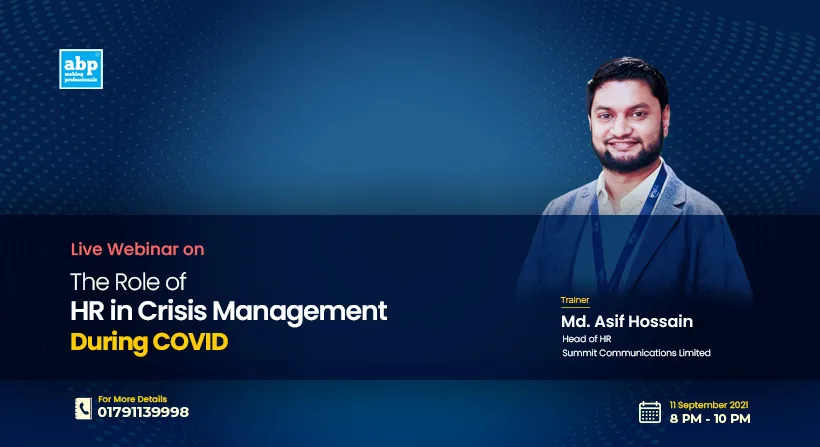 abp
making
professionals
Live Webinar on
The Role of
HR in Crisis Management
During COVID
Trainer
Md. Asif Hossain
Head of HR
Summit Communications Limited
For More Details
01791139998
11 September 2021
8 PM - 10 PM